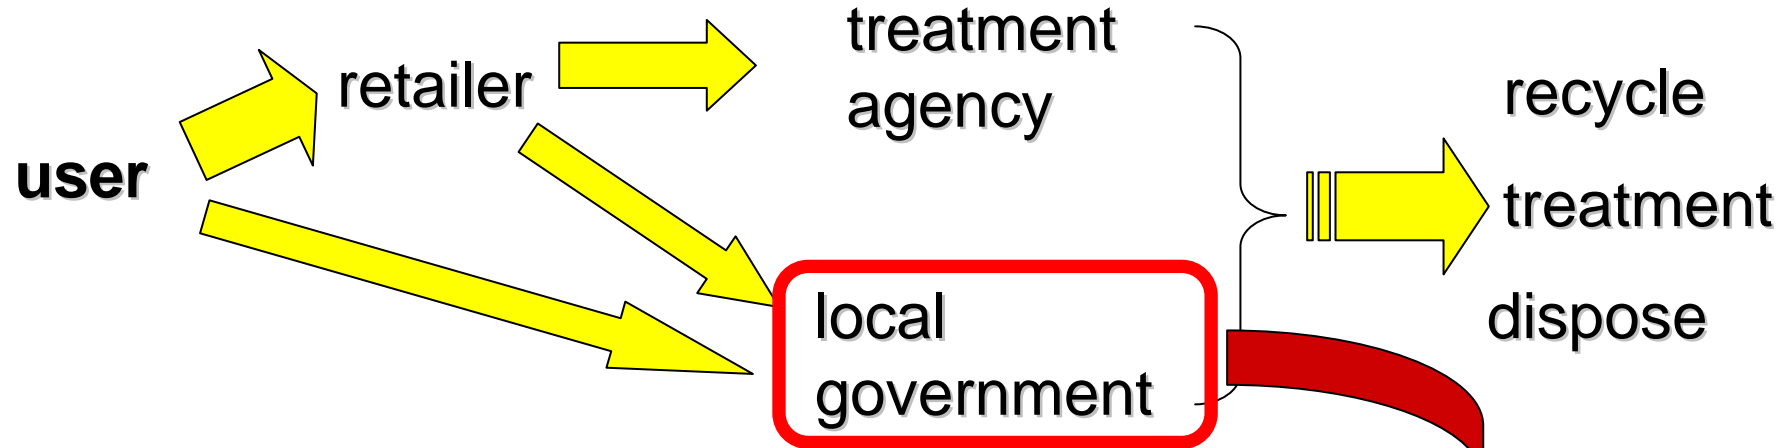 user
retailer
treatment
agency
local
government
recycle
treatment
dispose